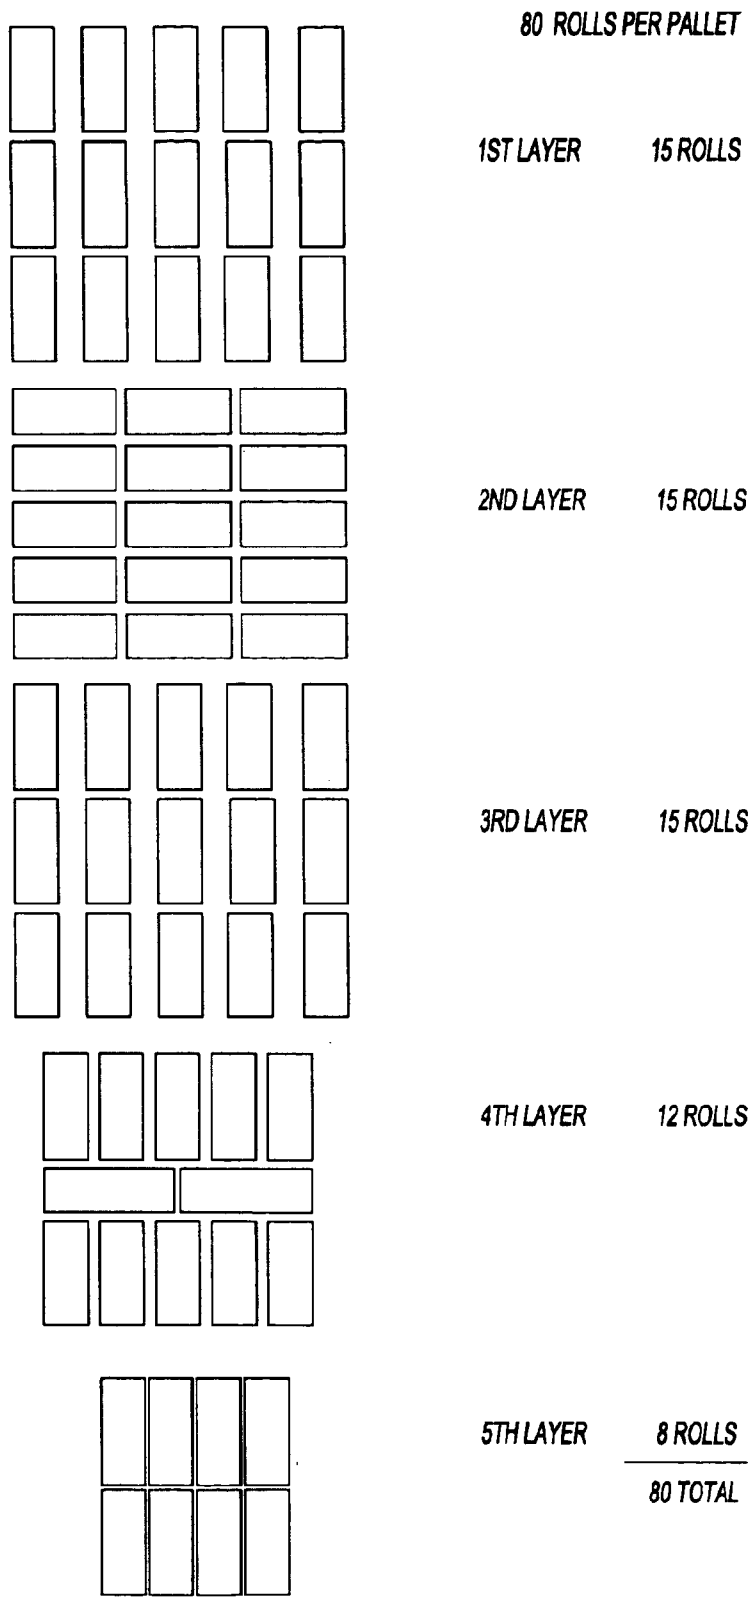 80 ROLLS PER PALLET
1ST LAYER 15 ROLLS
2ND LAYER 15 ROLLS
3RD LAYER 15 ROLLS
4TH LAYER 12 ROLLS
5TH LAYER 8 ROLLS
80 TOTAL